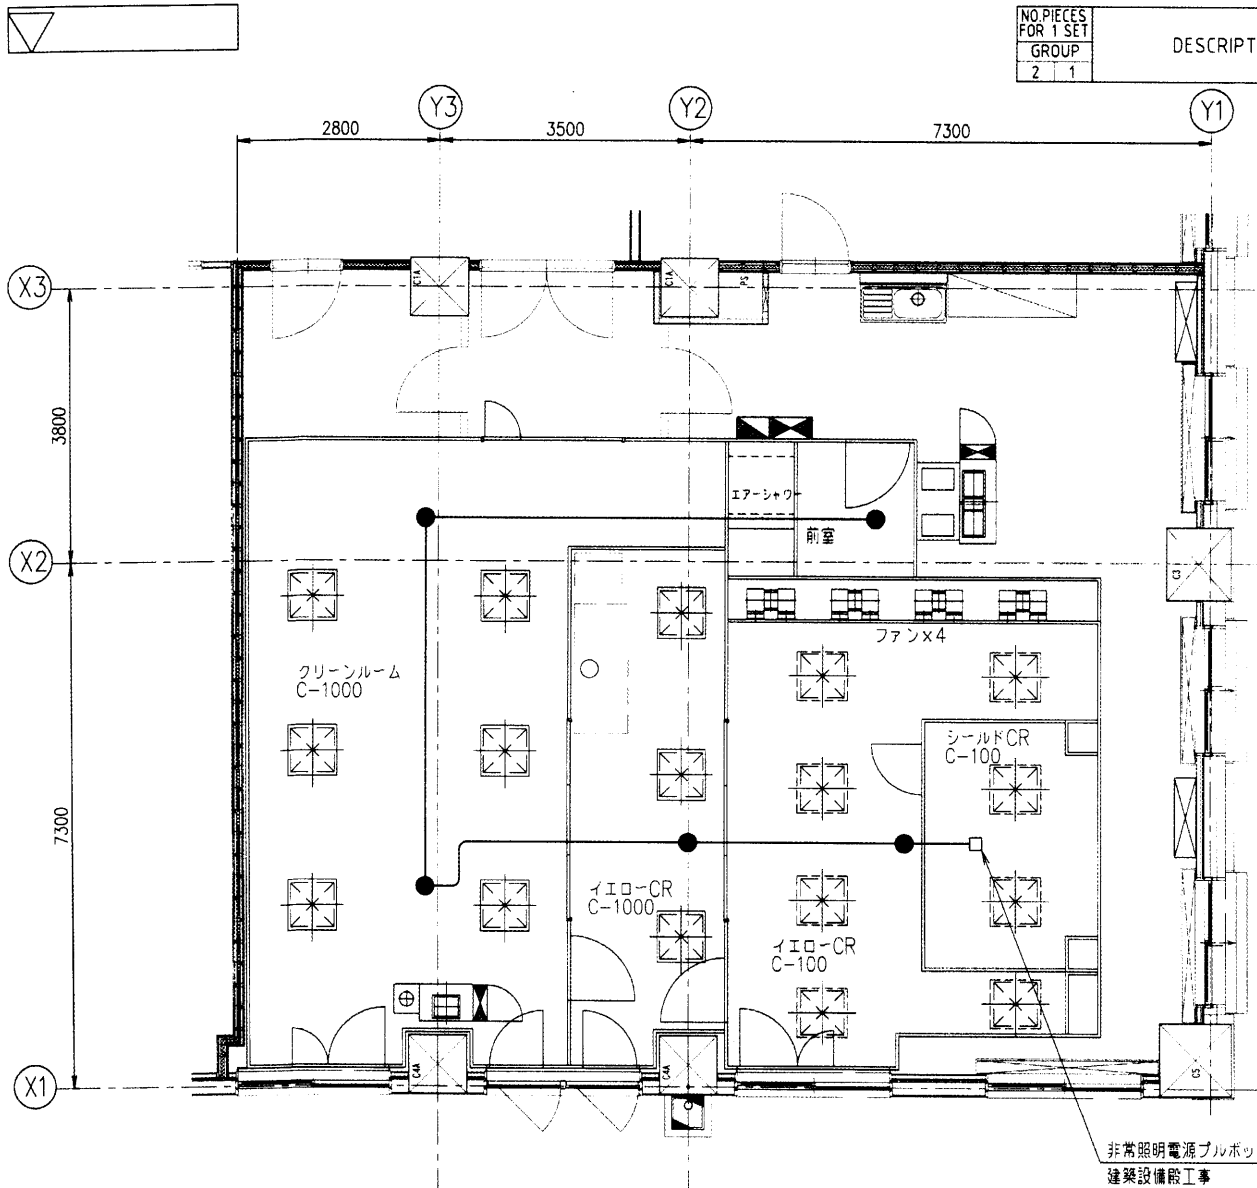 NO.PIECES
FOR 1 SET
GROUP
2 1
DESCRIPT
Y3
Y2
Y1
2800
3500
7300
X3
C1A
C1A
PS
3800
エアーシャワー
前室
X2
C3
ファンx4
クリーンルーム
C-1000
シールドCR
C-100
7300
イエローCR
C-1000
イエローCR
C-100
X1
C4A
C4A
C5
非常照明電源プルボッ
建築設備殿工事